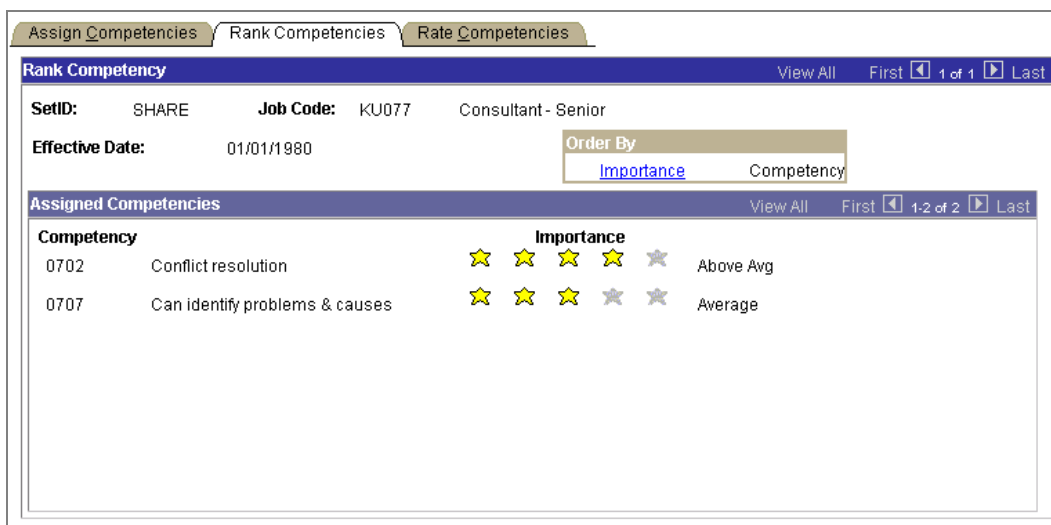 Assign Competencies Rank Competencies Rate Competencies
Rank Competency View All First 1 of 1 Last
SetID: SHARE Job Code: KU077 Consultant - Senior
Effective Date: 01/01/1980
Order By
Importance Competency
Assigned Competencies View All First 1-2 of 2 Last
Competency Importance
0702 Conflict resolution Above Avg
0707 Can identify problems & causes Average